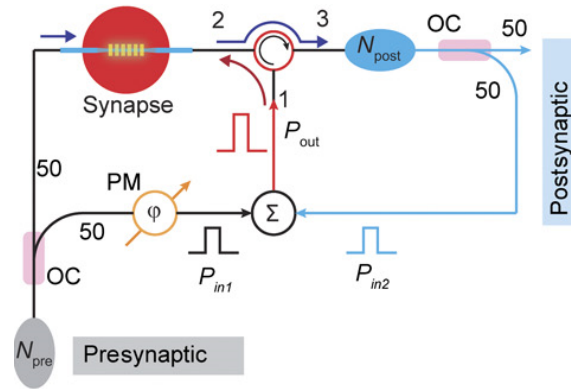 2
3
N_post
OC
50
Synapse
50
1
P_out
Postsynaptic
50
PM
φ
Σ
50
P_in1
P_in2
OC
N_pre
Presynaptic